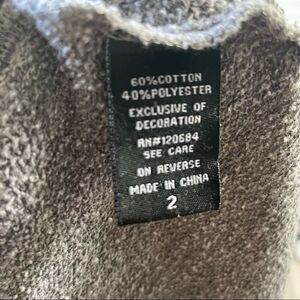 60%COTTON
40%POLYESTER
EXCLUSIVE OF
DECORATION
RN#120684
SEE CARE
ON REVERSE
MADE IN CHINA
2